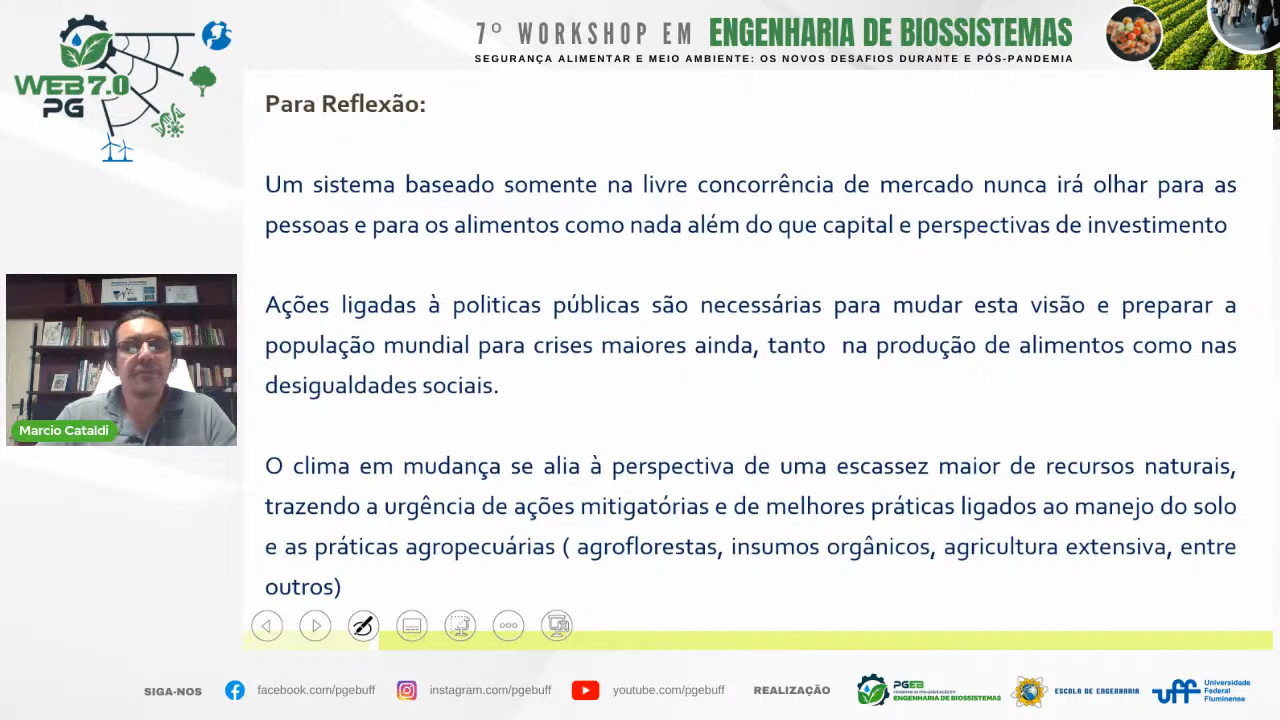 7º WORKSHOP EM ENGENHARIA DE BIOSSISTEMAS
SEGURANÇA ALIMENTAR E MEIO AMBIENTE: OS NOVOS DESAFIOS DURANTE E PÓS-PANDEMIA
WEB 7.0
PG
Para Reflexão:
Um sistema baseado somente na livre concorrência de mercado nunca irá olhar para as
pessoas e para os alimentos como nada além do que capital e perspectivas de investimento
Ações ligadas à politicas públicas são necessárias para mudar esta visão e preparar a
população mundial para crises maiores ainda, tanto na produção de alimentos como nas
desigualdades sociais.
O clima em mudança se alia à perspectiva de uma escassez maior de recursos naturais,
trazendo a urgência de ações mitigatórias e de melhores práticas ligados ao manejo do solo
e as práticas agropecuárias ( agroflorestas, insumos orgânicos, agricultura extensiva, entre
outros)
Marcio Cataldi
SIGA-NOS facebook.com/pgebuff instagram.com/pgebuff youtube.com/pgebuff REALIZAÇÃO
PGEB
ENGENHARIA DE BIOSSISTEMAS
ESCOLA DE ENGENHARIA
uff Universidade
Federal
Fluminense